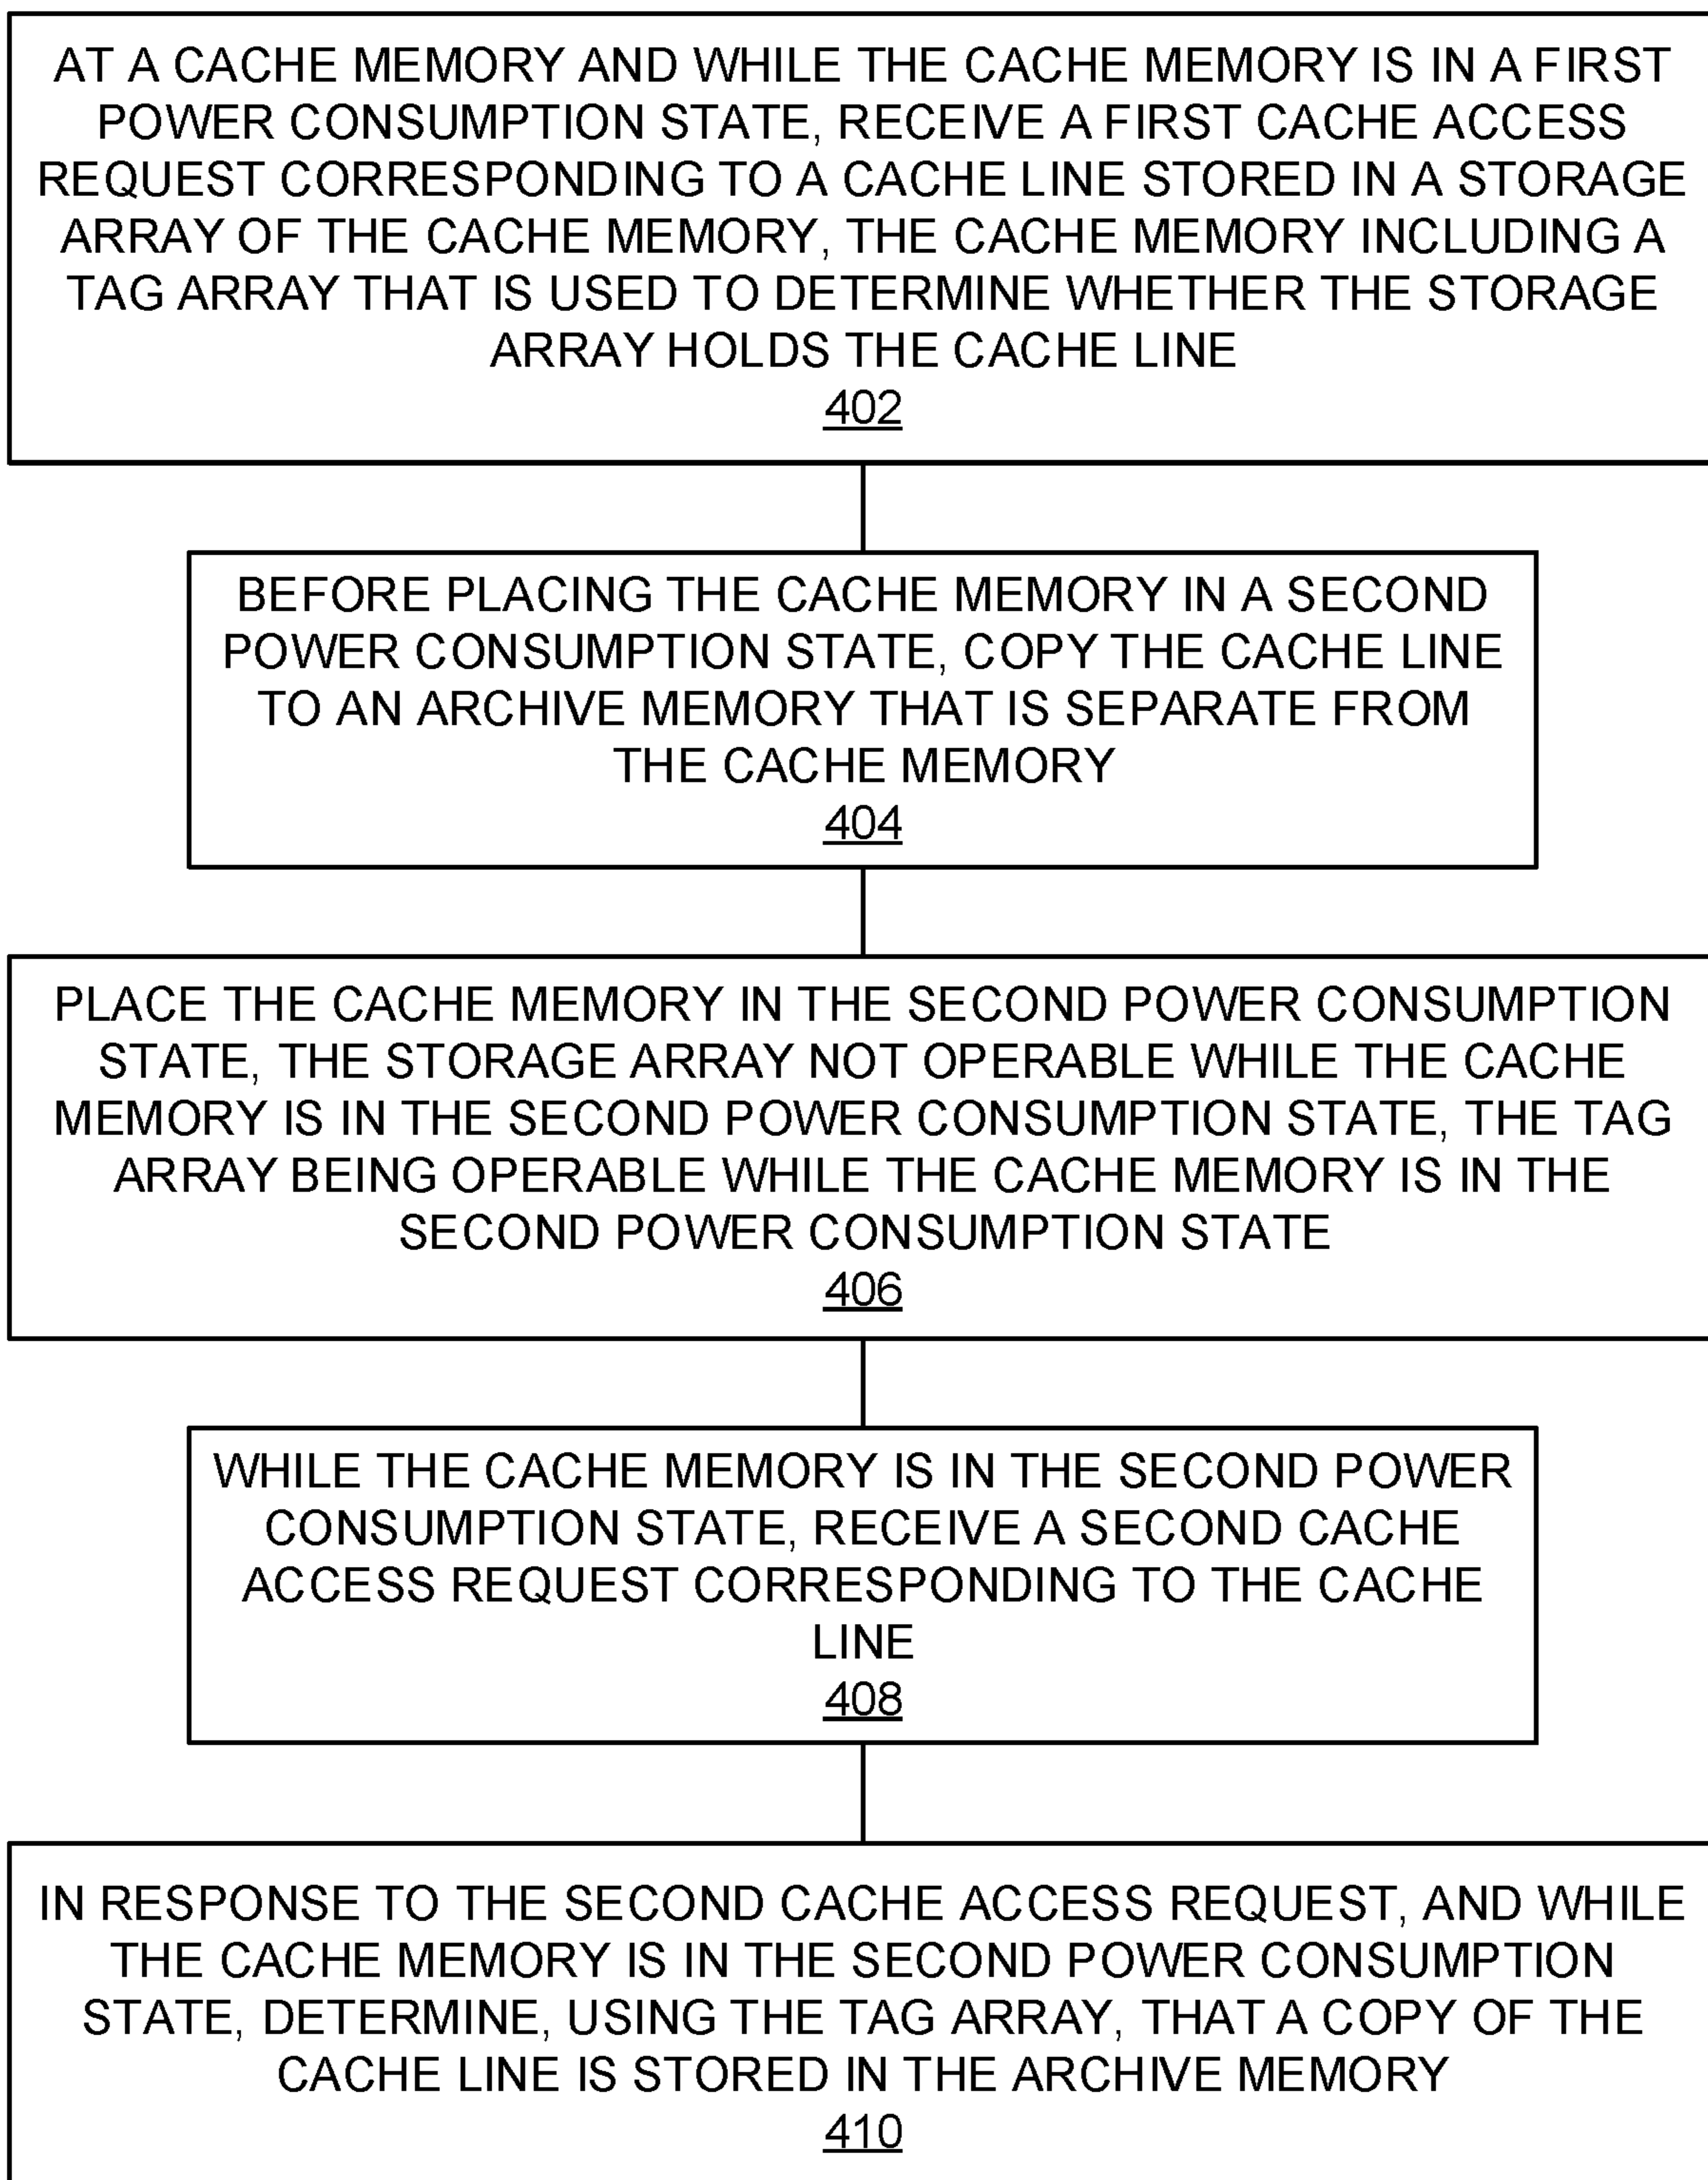 AT A CACHE MEMORY AND WHILE THE CACHE MEMORY IS IN A FIRST
POWER CONSUMPTION STATE, RECEIVE A FIRST CACHE ACCESS
REQUEST CORRESPONDING TO A CACHE LINE STORED IN A STORAGE
ARRAY OF THE CACHE MEMORY, THE CACHE MEMORY INCLUDING A
TAG ARRAY THAT IS USED TO DETERMINE WHETHER THE STORAGE
ARRAY HOLDS THE CACHE LINE
402
BEFORE PLACING THE CACHE MEMORY IN A SECOND
POWER CONSUMPTION STATE, COPY THE CACHE LINE
TO AN ARCHIVE MEMORY THAT IS SEPARATE FROM
THE CACHE MEMORY
404
PLACE THE CACHE MEMORY IN THE SECOND POWER CONSUMPTION
STATE, THE STORAGE ARRAY NOT OPERABLE WHILE THE CACHE
MEMORY IS IN THE SECOND POWER CONSUMPTION STATE, THE TAG
ARRAY BEING OPERABLE WHILE THE CACHE MEMORY IS IN THE
SECOND POWER CONSUMPTION STATE
406
WHILE THE CACHE MEMORY IS IN THE SECOND POWER
CONSUMPTION STATE, RECEIVE A SECOND CACHE
ACCESS REQUEST CORRESPONDING TO THE CACHE
LINE
408
IN RESPONSE TO THE SECOND CACHE ACCESS REQUEST, AND WHILE
THE CACHE MEMORY IS IN THE SECOND POWER CONSUMPTION
STATE, DETERMINE, USING THE TAG ARRAY, THAT A COPY OF THE
CACHE LINE IS STORED IN THE ARCHIVE MEMORY
410